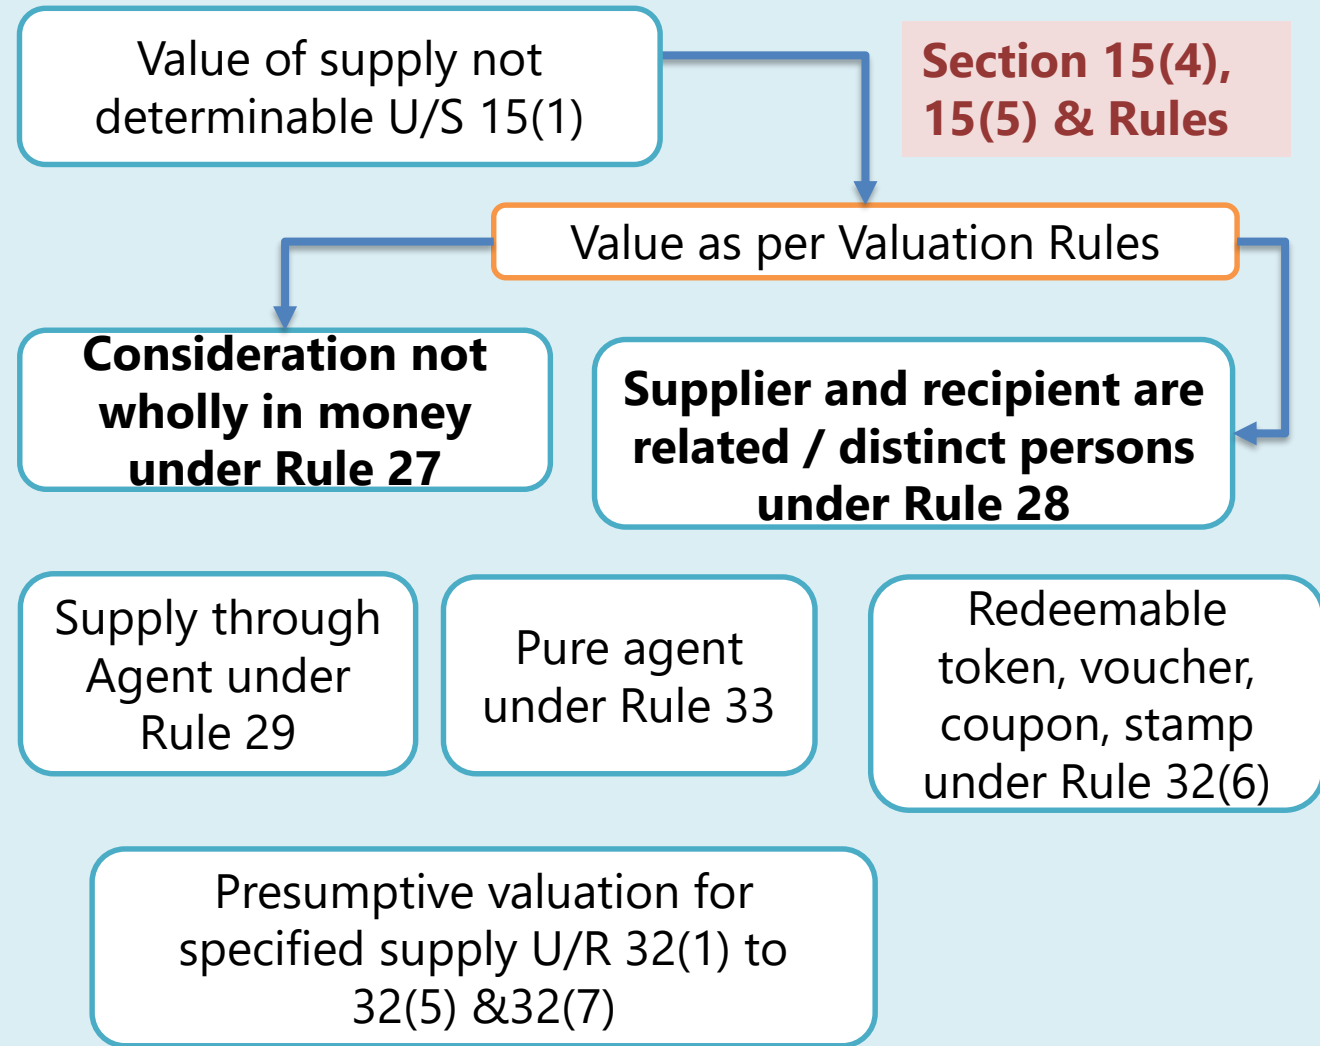 Value of supply not
determinable U/S 15(1)
Section 15(4),
15(5) & Rules
Value as per Valuation Rules
Consideration not
wholly in money
under Rule 27
Supplier and recipient are
related / distinct persons
under Rule 28
Supply through
Agent under
Rule 29
Pure agent
under Rule 33
Redeemable
token, voucher,
coupon, stamp
under Rule 32(6)
Presumptive valuation for
specified supply U/R 32(1) to
32(5) &32(7)